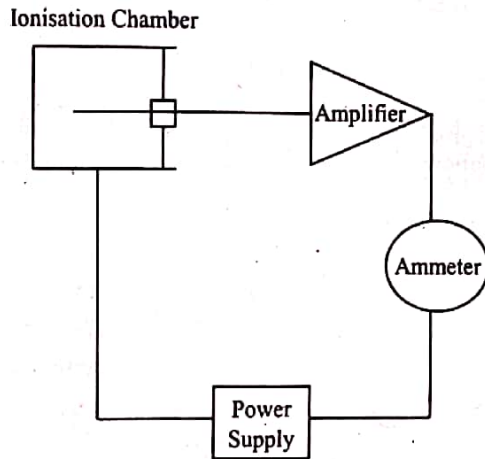 Ionisation Chamber
Amplifier
Ammeter
Power
Supply